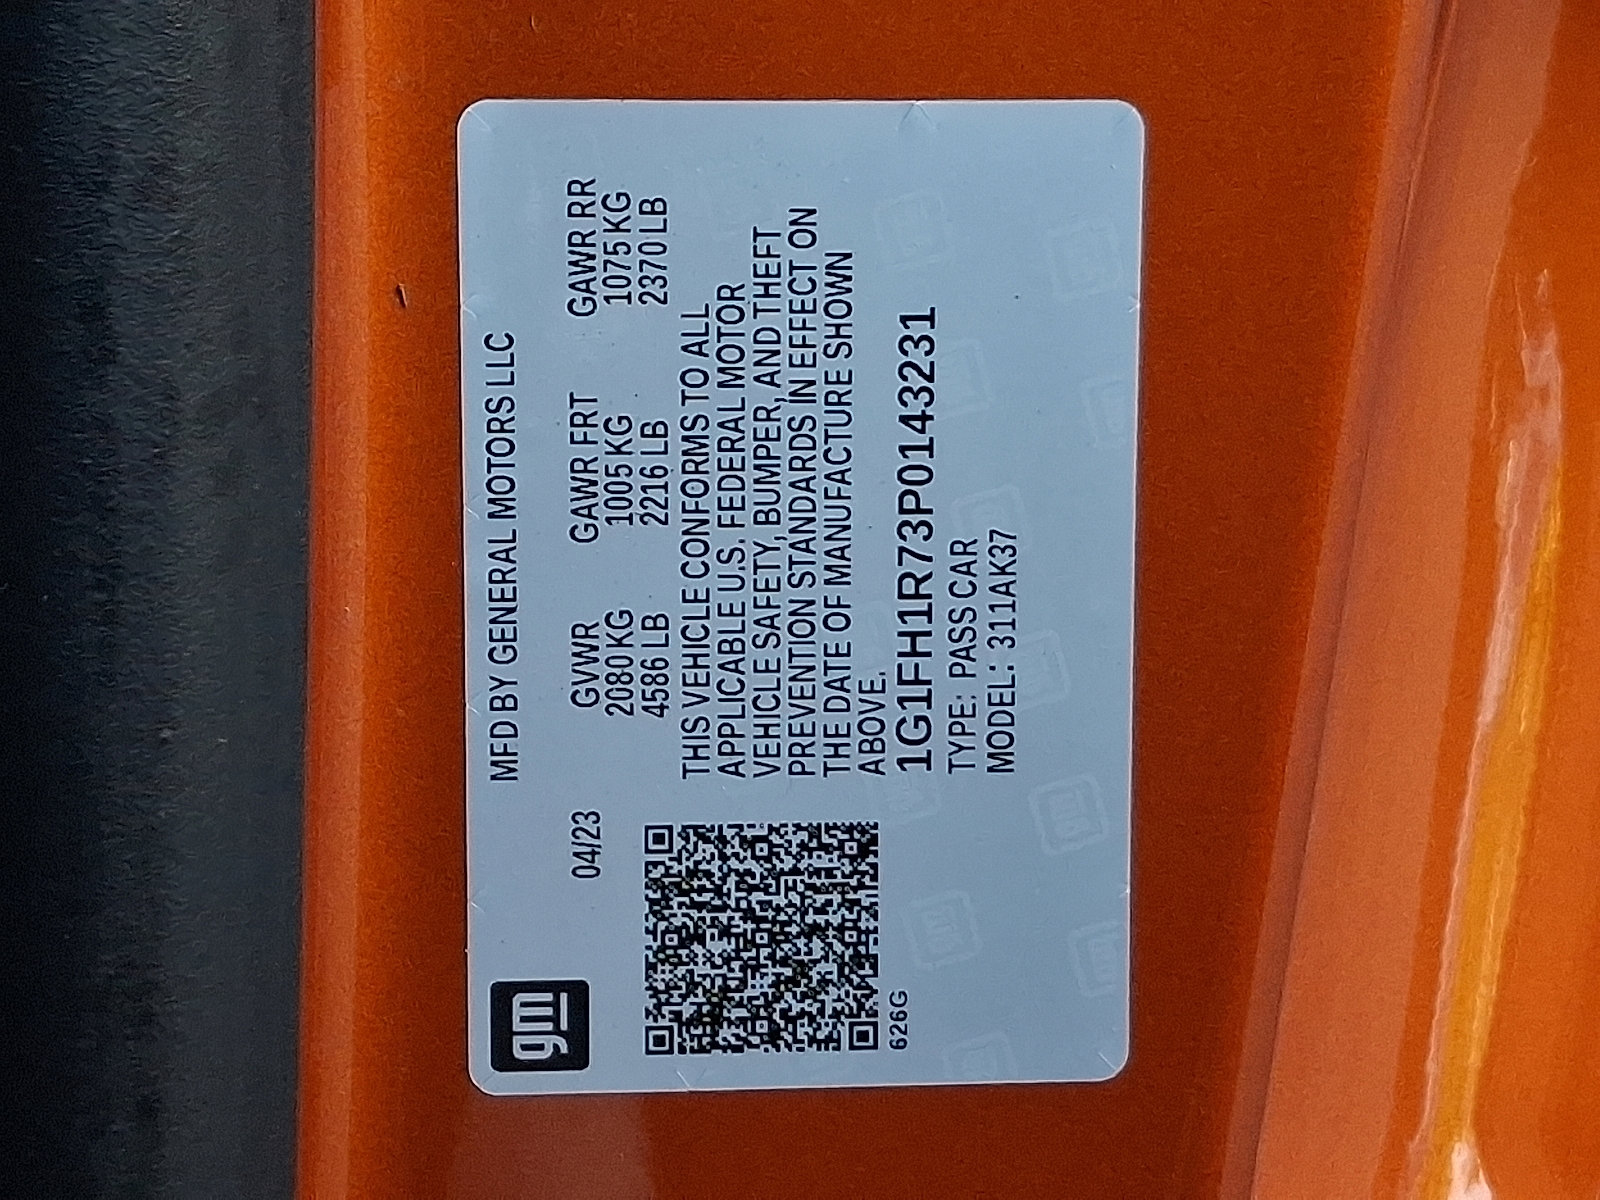 gm
MFD BY GENERAL MOTORS LLC
04/23
GVWR GAWR FRT GAWR RR
2080 KG 1005 KG 1075 KG
4586 LB 2216 LB 2370 LB
THIS VEHICLE CONFORMS TO ALL
APPLICABLE U.S. FEDERAL MOTOR
VEHICLE SAFETY, BUMPER, AND THEFT
PREVENTION STANDARDS IN EFFECT ON
THE DATE OF MANUFACTURE SHOWN
ABOVE.
1G1FH1R73P0143231
TYPE: PASS CAR
MODEL: 311AK37
626G